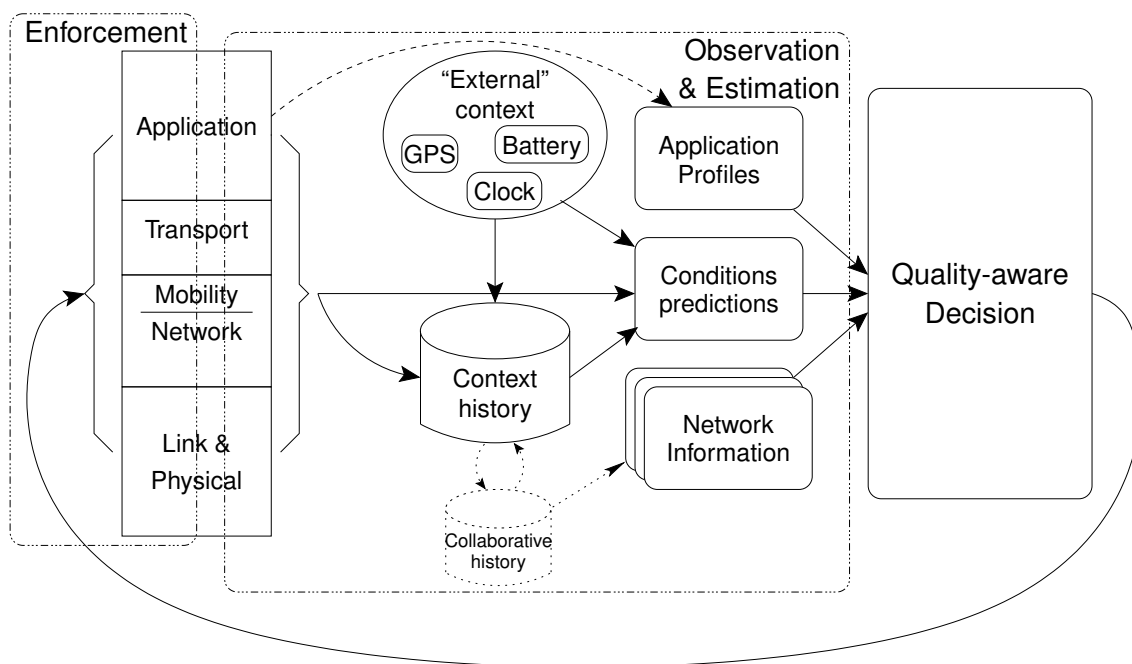 Enforcement
Observation
& Estimation
Application
Transport
Mobility
Network
Link &
Physical
“External”
context
GPS
Battery
Clock
Context
history
Collaborative
history
Application
Profiles
Conditions
predictions
Network
Information
Quality-aware
Decision